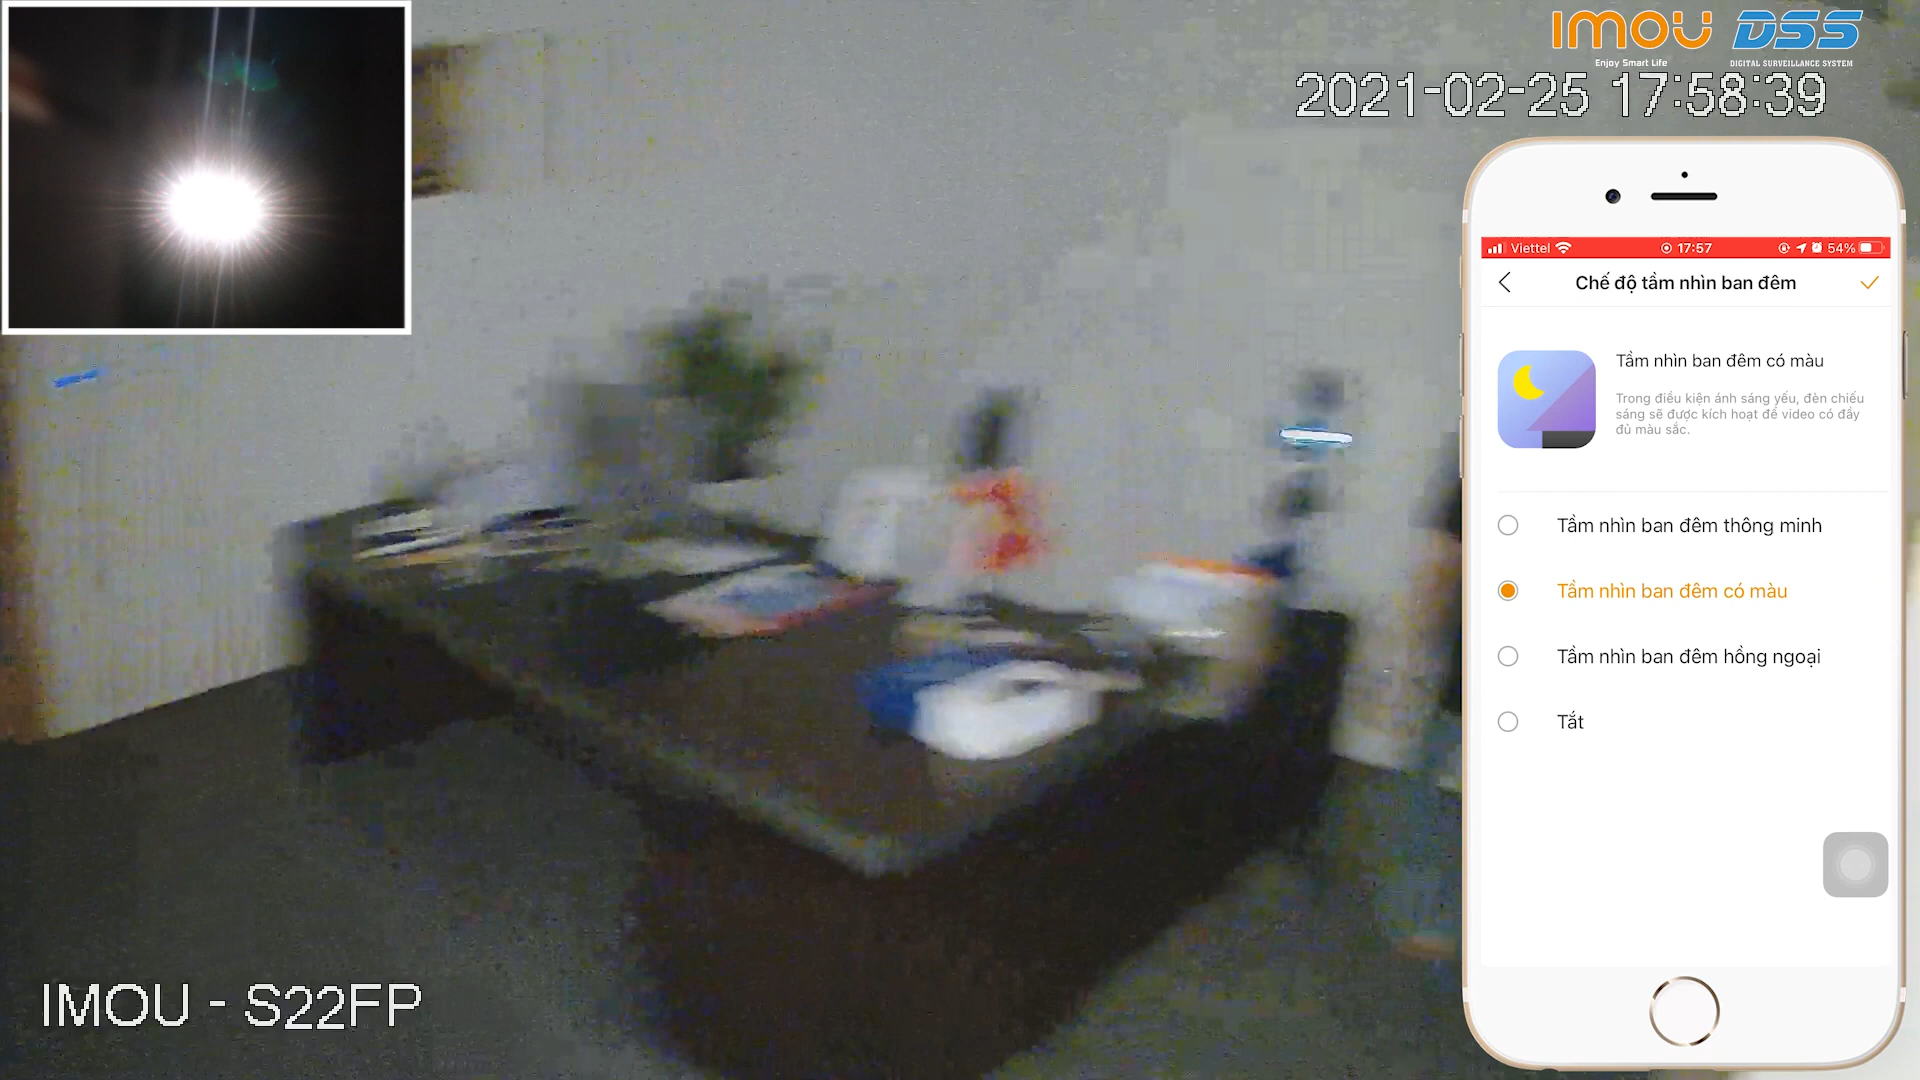 IMOU DSS
Enjoy Smart Life DIGITAL SURVEILLANCE SYSTEM
2021-02-25 17:58:39
Viettel 17:57 54%
Chế độ tầm nhìn ban đêm
Tầm nhìn ban đêm có màu
Trong điều kiện ánh sáng yếu, đèn chiếu
sáng sẽ được kích hoạt để video có đầy
đủ màu sắc.
Tầm nhìn ban đêm thông minh
Tầm nhìn ban đêm có màu
Tầm nhìn ban đêm hồng ngoại
Tắt
IMOU - S22FP